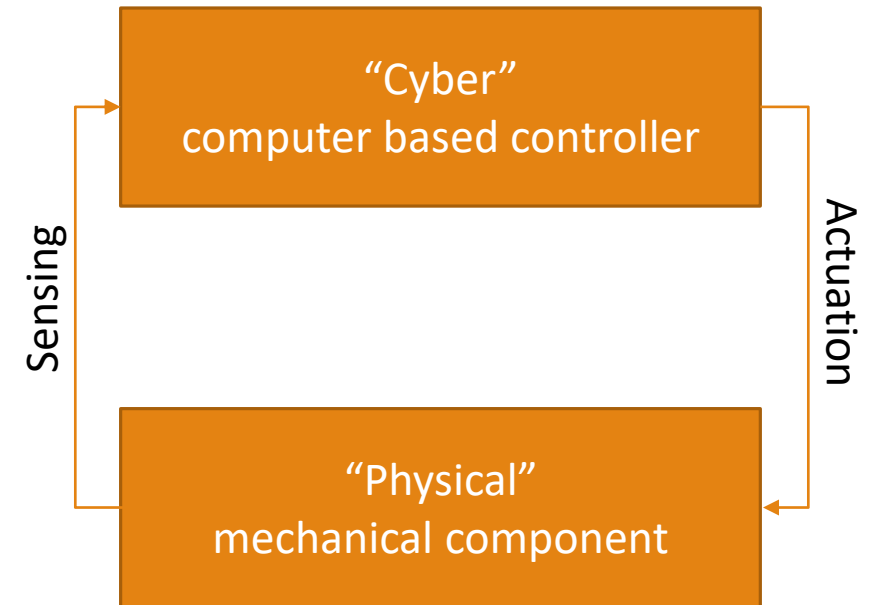 “Cyber”
computer based controller
Sensing
Actuation
“Physical”
mechanical component